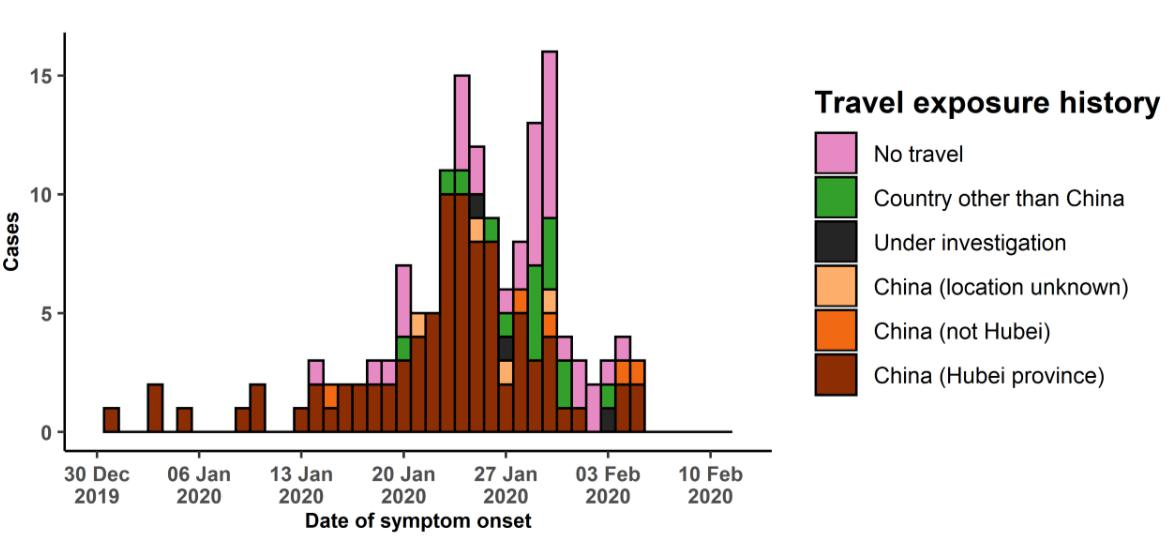 15
10
5
0
Cases
30 Dec 06 Jan 13 Jan 20 Jan 27 Jan 03 Feb 10 Feb
2019 2020 2020 2020 2020 2020 2020
Date of symptom onset
Travel exposure history
No travel
Country other than China
Under investigation
China (location unknown)
China (not Hubei)
China (Hubei province)